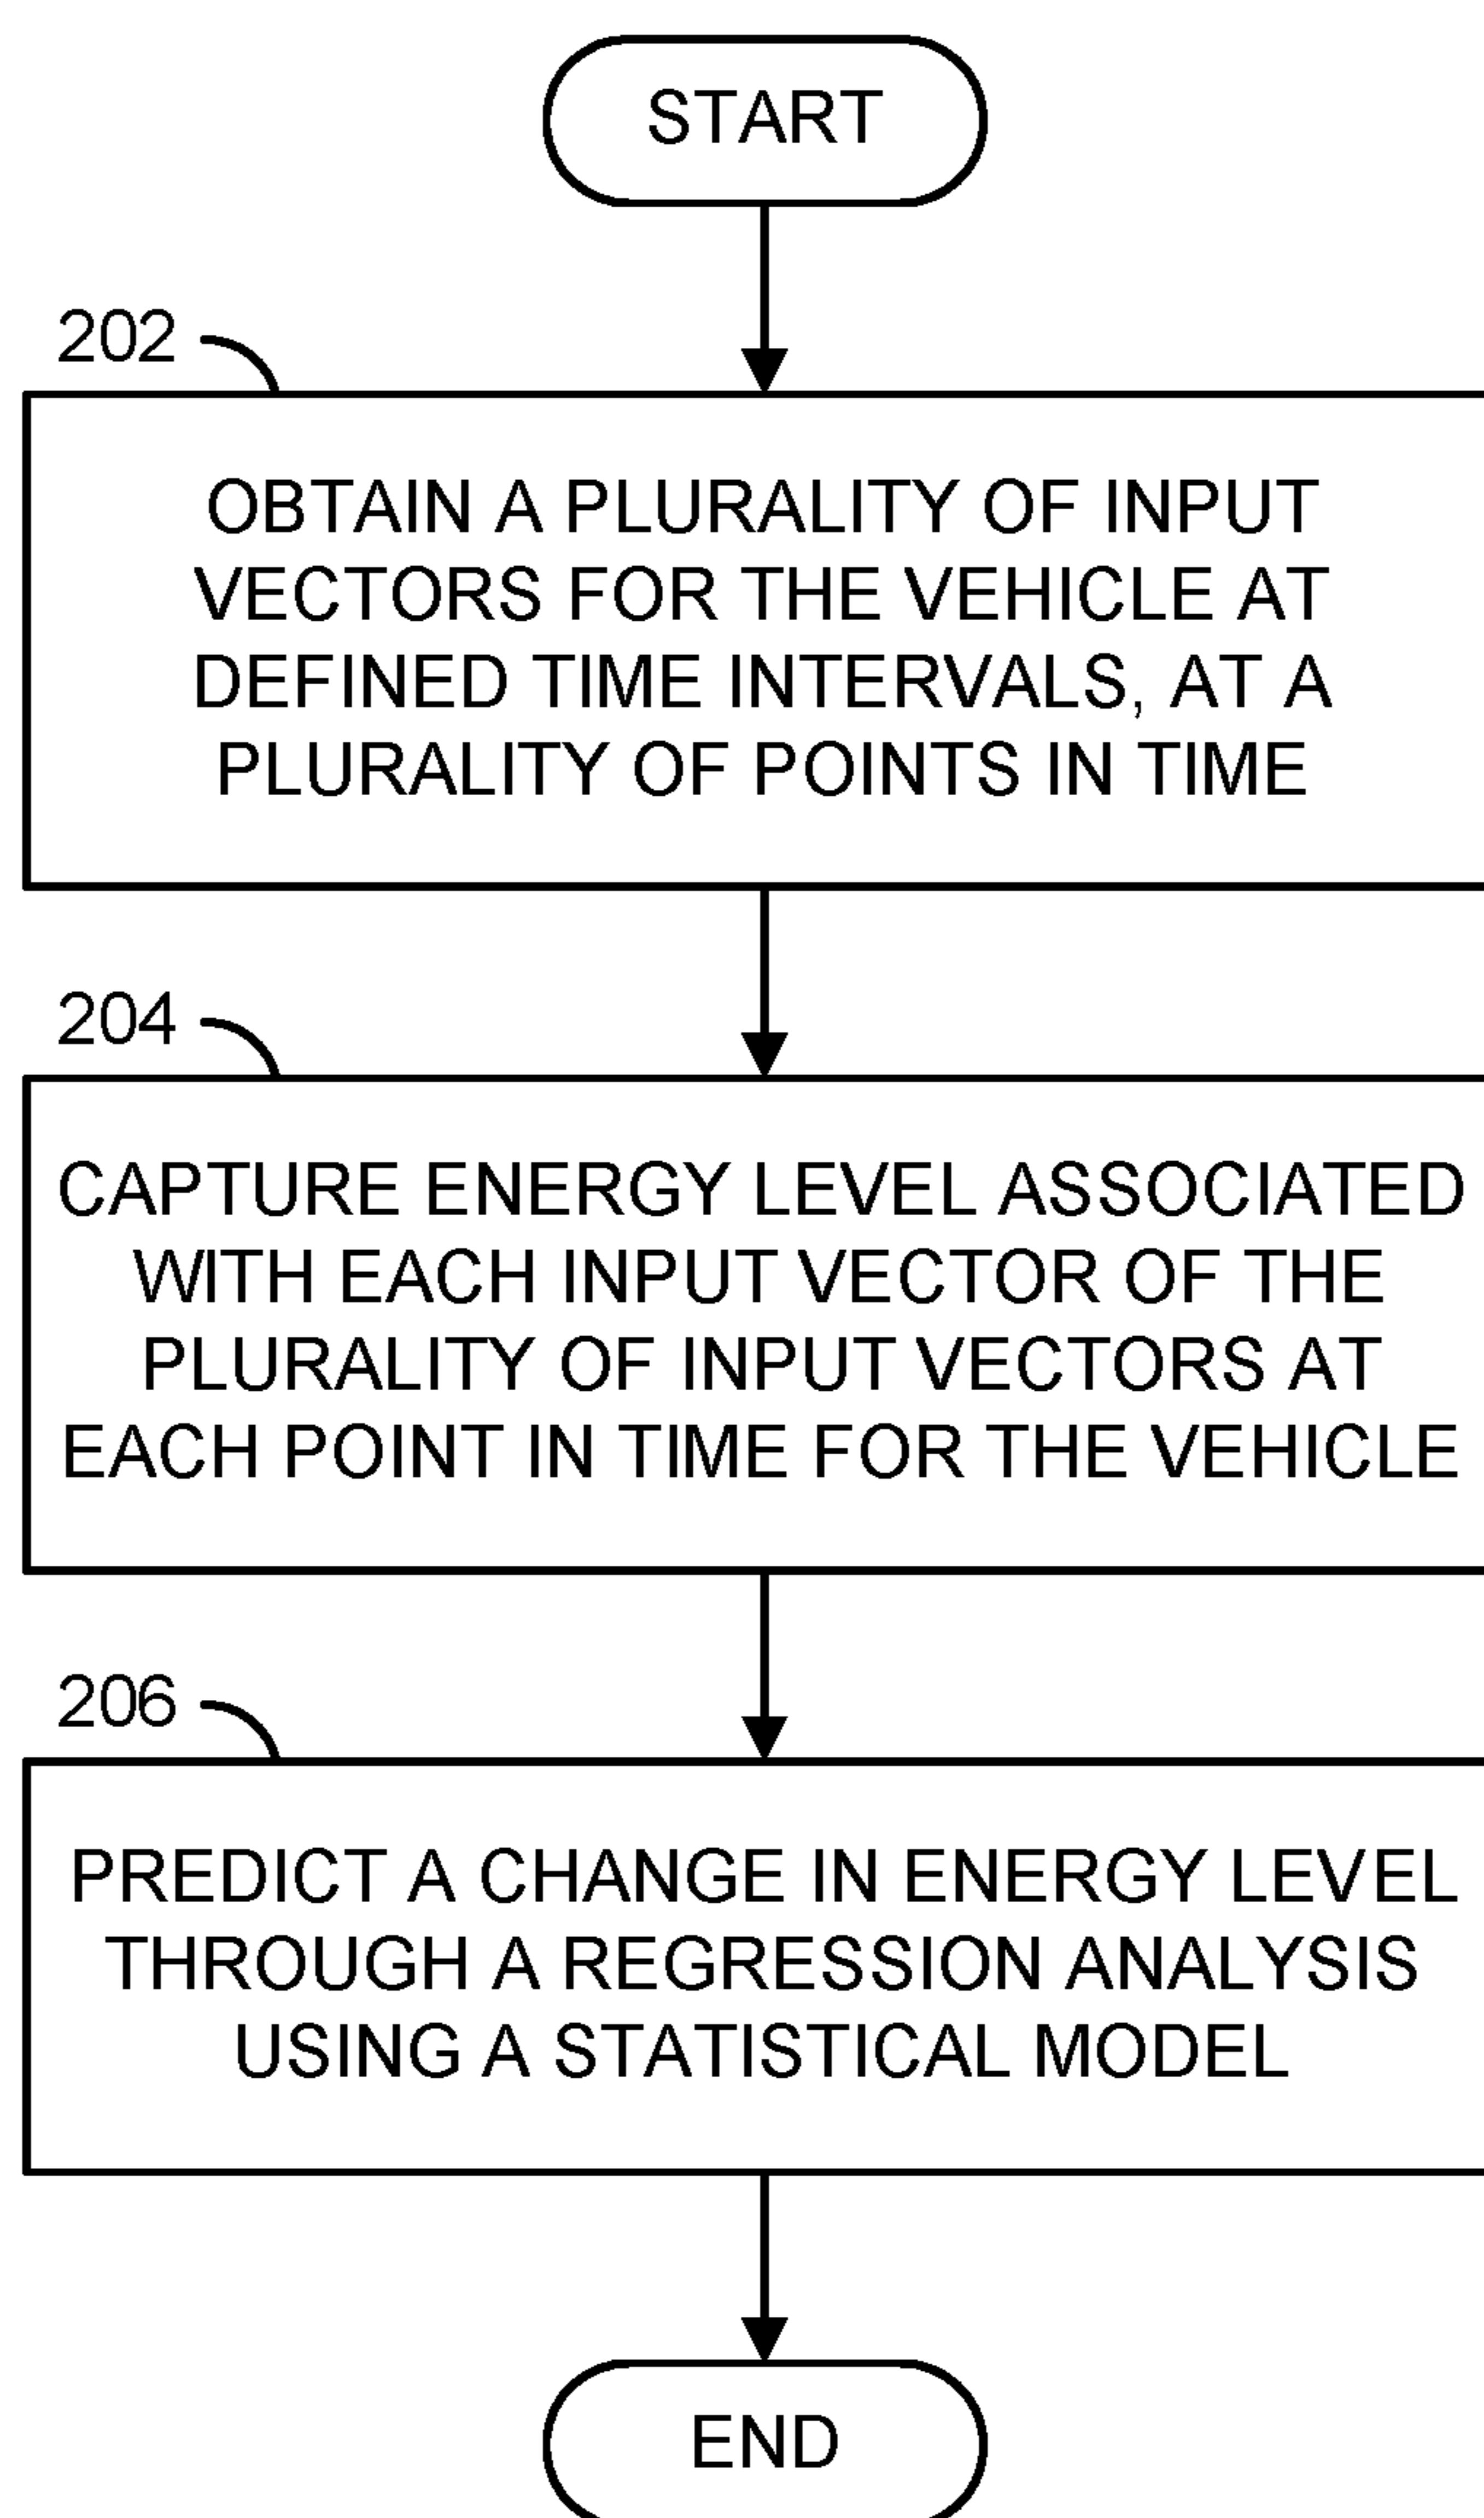 START
202
OBTAIN A PLURALITY OF INPUT
VECTORS FOR THE VEHICLE AT
DEFINED TIME INTERVALS, AT A
PLURALITY OF POINTS IN TIME
204
CAPTURE ENERGY LEVEL ASSOCIATED
WITH EACH INPUT VECTOR OF THE
PLURALITY OF INPUT VECTORS AT
EACH POINT IN TIME FOR THE VEHICLE
206
PREDICT A CHANGE IN ENERGY LEVEL
THROUGH A REGRESSION ANALYSIS
USING A STATISTICAL MODEL
END